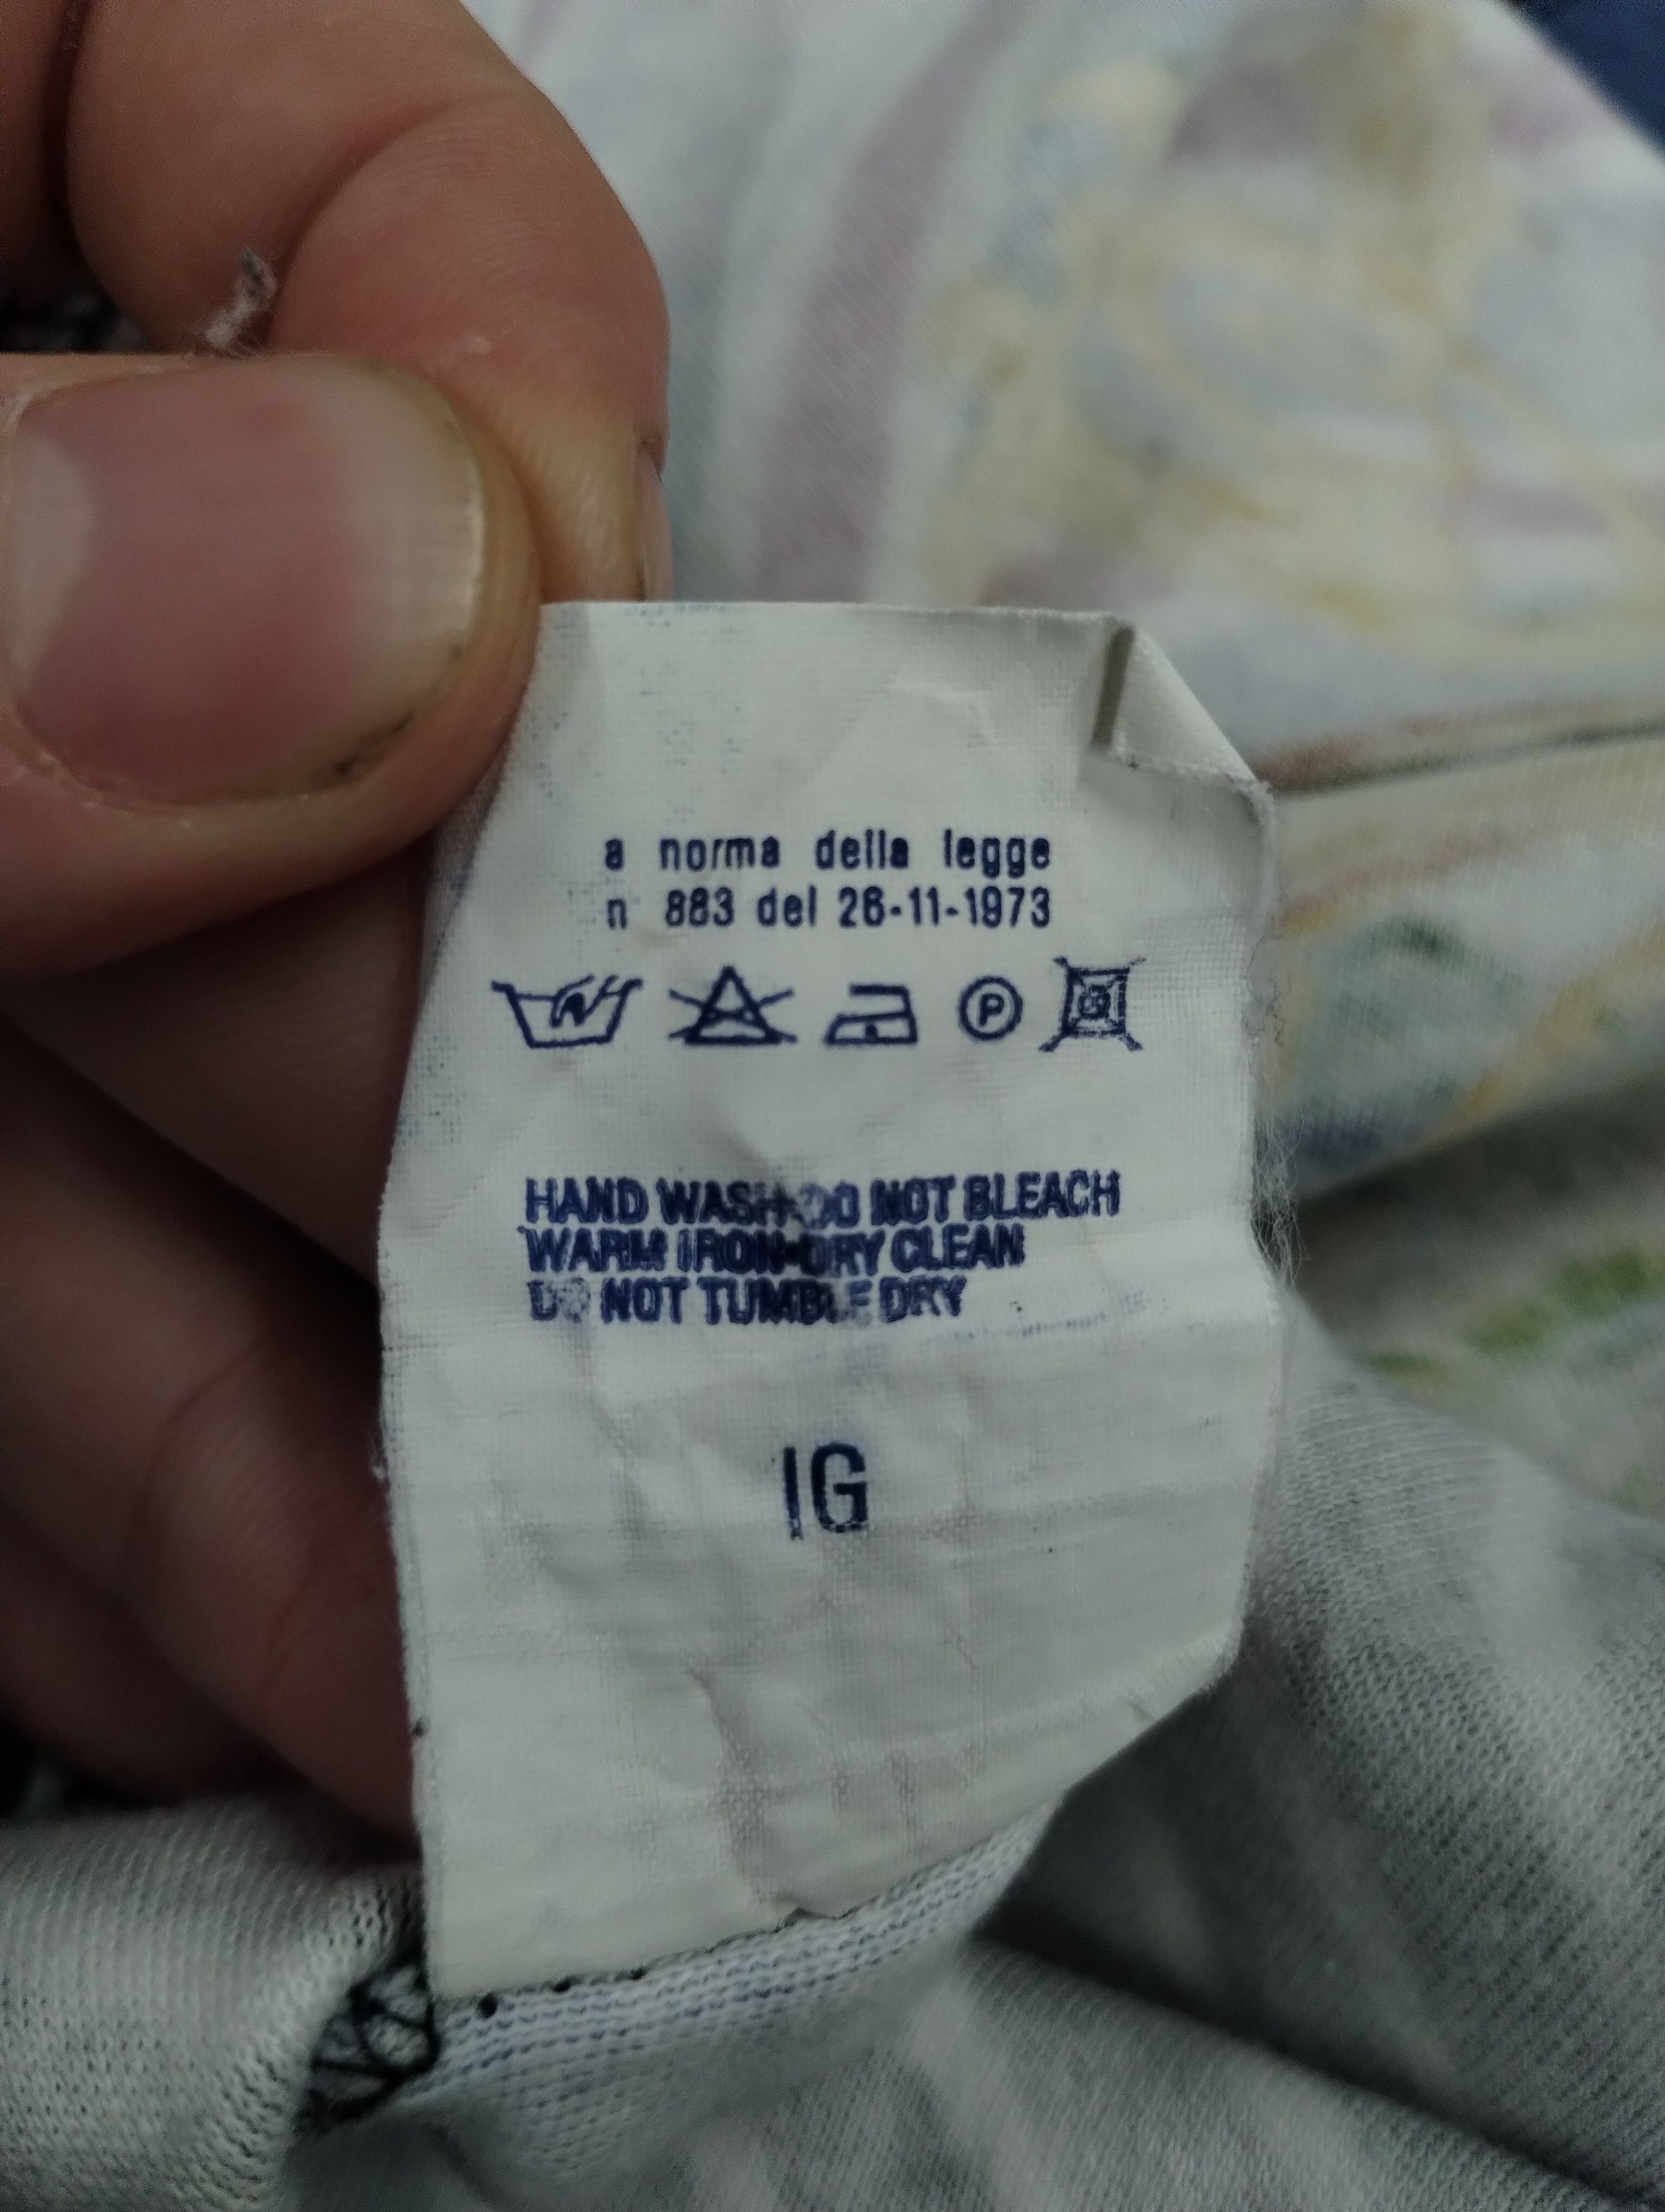 a norma della legge
n 883 del 26-11-1973
P
HAND WASH-DO NOT BLEACH
WARM IRON-DRY CLEAN
DO NOT TUMBLE DRY
IG